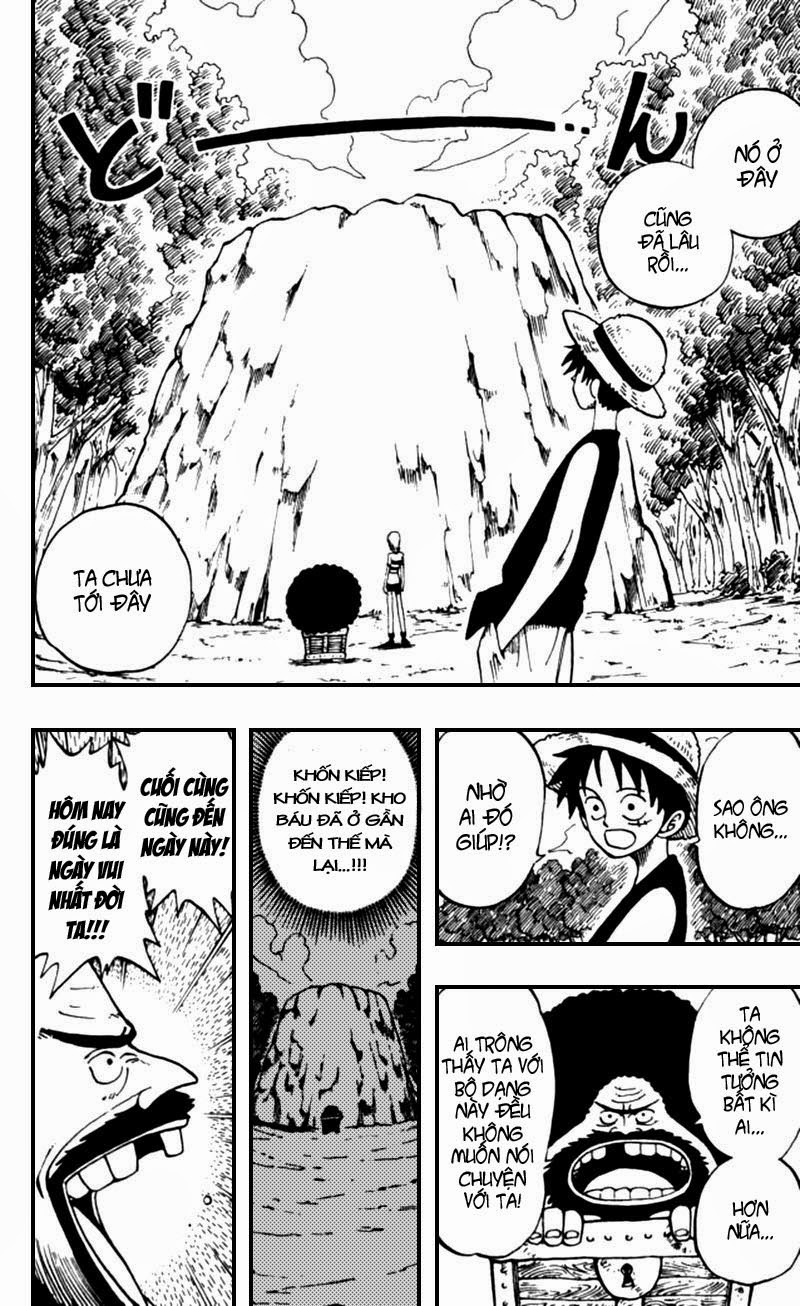 ど ー … ん
NÓ Ở
ĐÂY
CŨNG
ĐÃ LÂU
RỒI...
TA CHƯA
TỚI ĐÂY
SAO ÔNG
KHÔNG...
NHỜ
AI ĐÓ
GIÚP!?
TA
KHÔNG
THỂ TIN
TƯỞNG
BẤT KÌ
AI...
HƠN
NỮA...
AI TRÔNG
THẤY TA VỚI
BỘ DẠNG
NÀY ĐỀU
KHÔNG
MUỐN NÓI
CHUYỆN
VỚI TA!
KHỐN KIẾP!
KHỐN KIẾP! KHO
BÁU ĐÃ Ở GẦN
ĐẾN THẾ MÀ
LẠI...!!!
CUỐI CÙNG
CŨNG ĐẾN
NGÀY NÀY!
HÔM NAY
ĐÚNG LÀ
NGÀY VUI
NHẤT ĐỜI
TA!!!